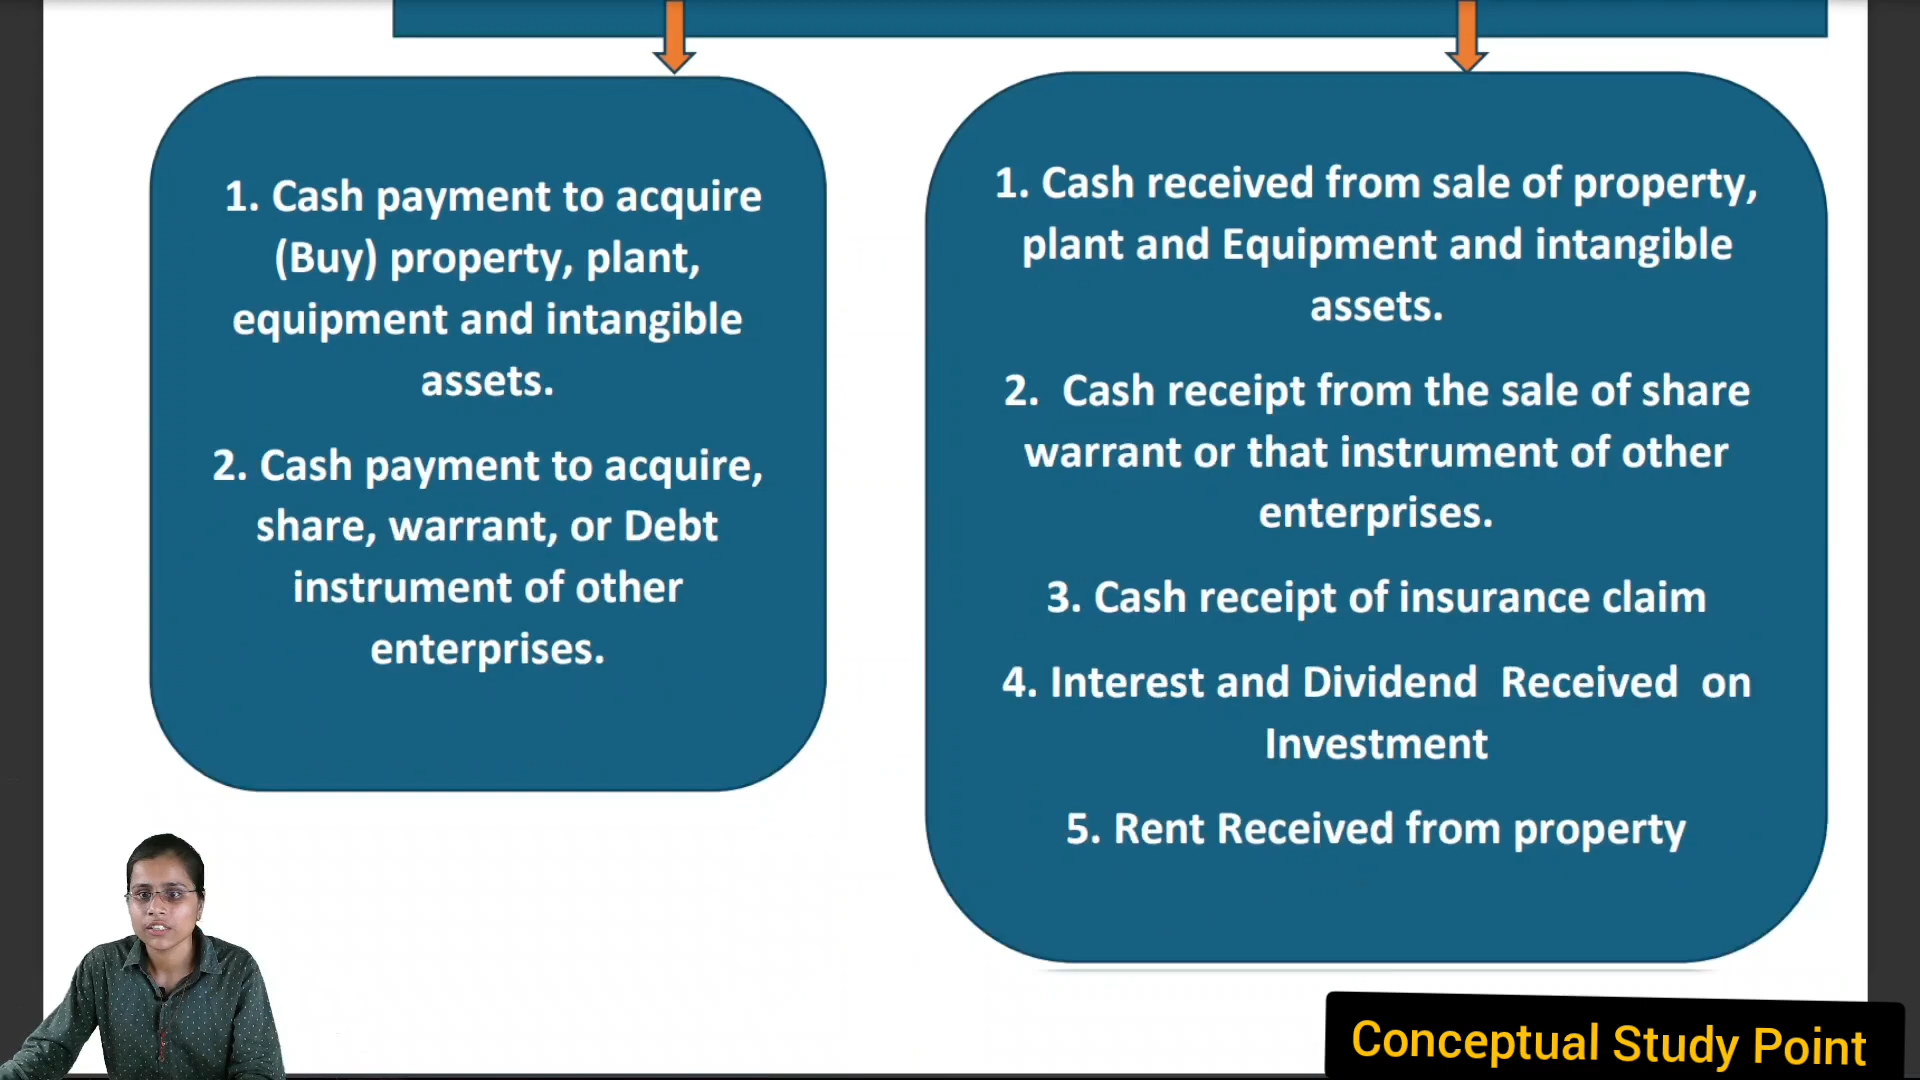 1. Cash payment to acquire
(Buy) property, plant,
equipment and intangible
assets.
2. Cash payment to acquire,
share, warrant, or Debt
instrument of other
enterprises.
1. Cash received from sale of property,
plant and Equipment and intangible
assets.
2. Cash receipt from the sale of share
warrant or that instrument of other
enterprises.
3. Cash receipt of insurance claim
4. Interest and Dividend Received on
Investment
5. Rent Received from property
Conceptual Study Point